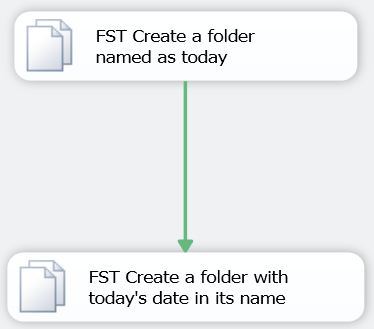 FST Create a folder
named as today
FST Create a folder with
today's date in its name